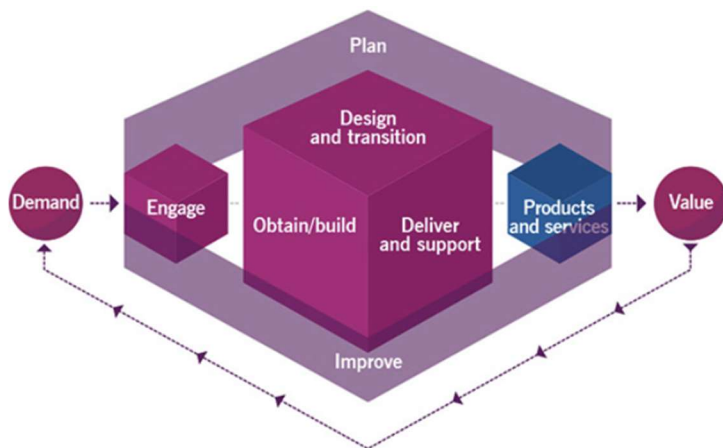 Plan
Design
and transition
Demand
Engage
Obtain/build
Deliver
and support
Products
and services
Value
Improve